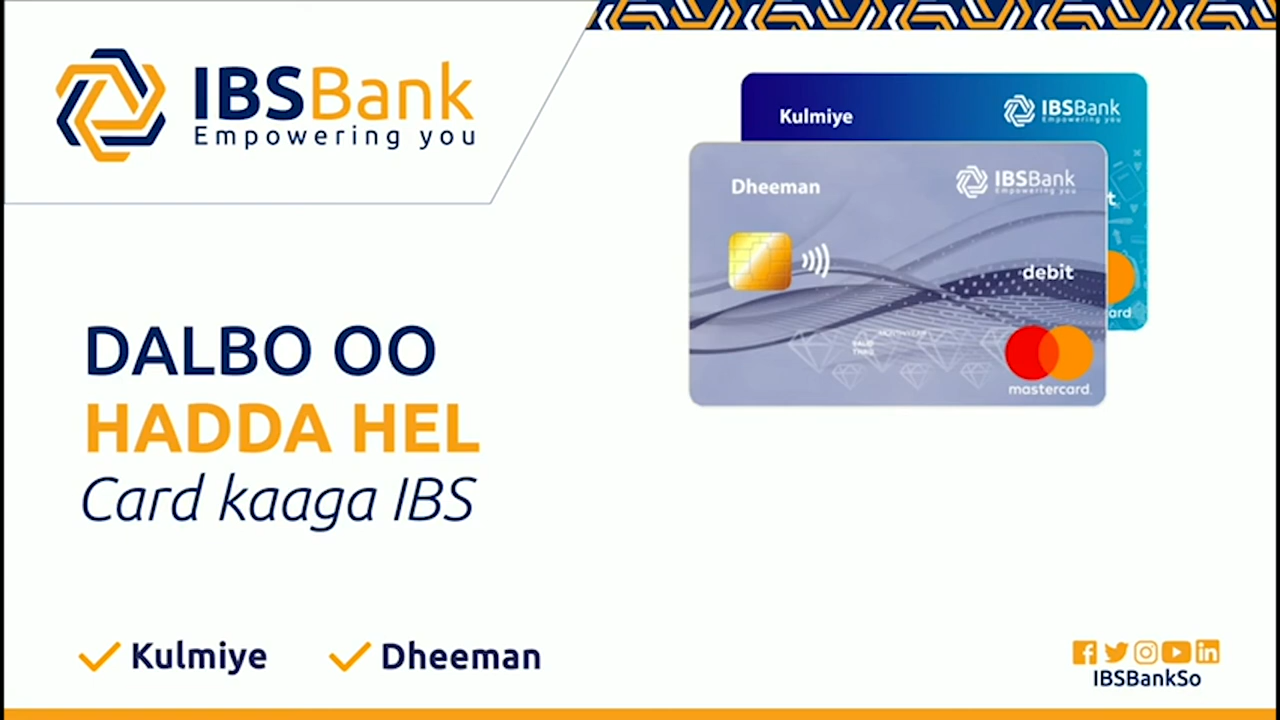 IBSBank
Empowering you
Kulmiye
IBSBank
Empowering you
Dheeman
IBSBank
Empowering you
debit
mastercard.
DALBO OO
HADDA HEL
Card kaaga IBS
Kulmiye
Dheeman
IBSBankSo